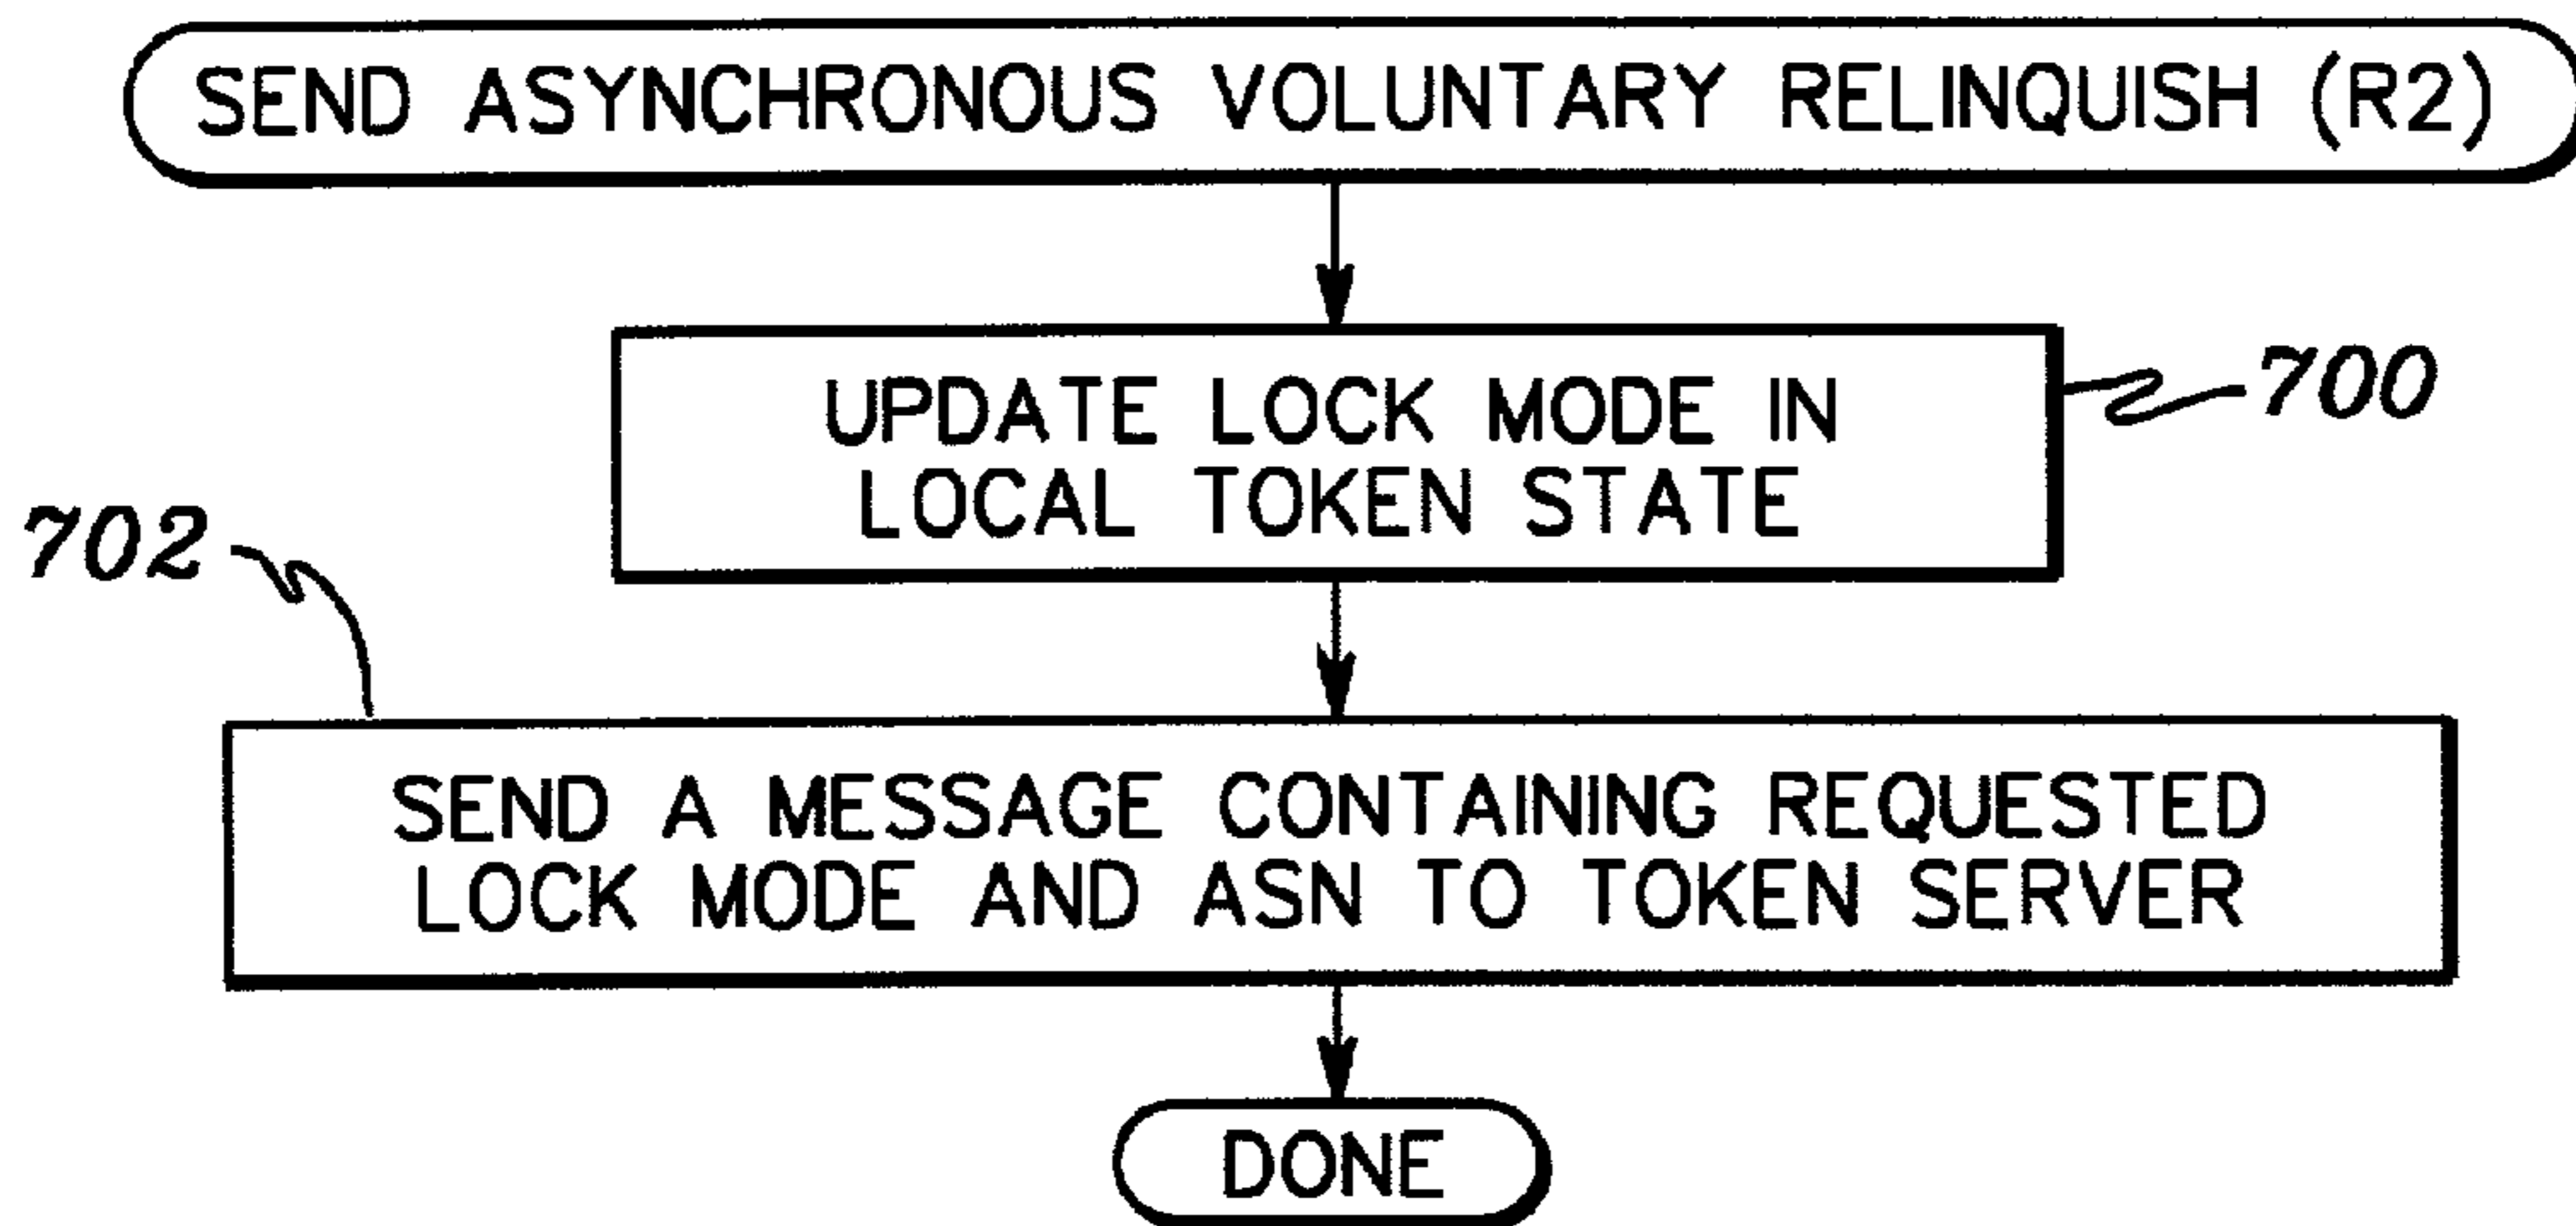 SEND ASYNCHRONOUS VOLUNTARY RELINQUISH (R2)
UPDATE LOCK MODE IN
LOCAL TOKEN STATE
700
702
SEND A MESSAGE CONTAINING REQUESTED
LOCK MODE AND ASN TO TOKEN SERVER
DONE